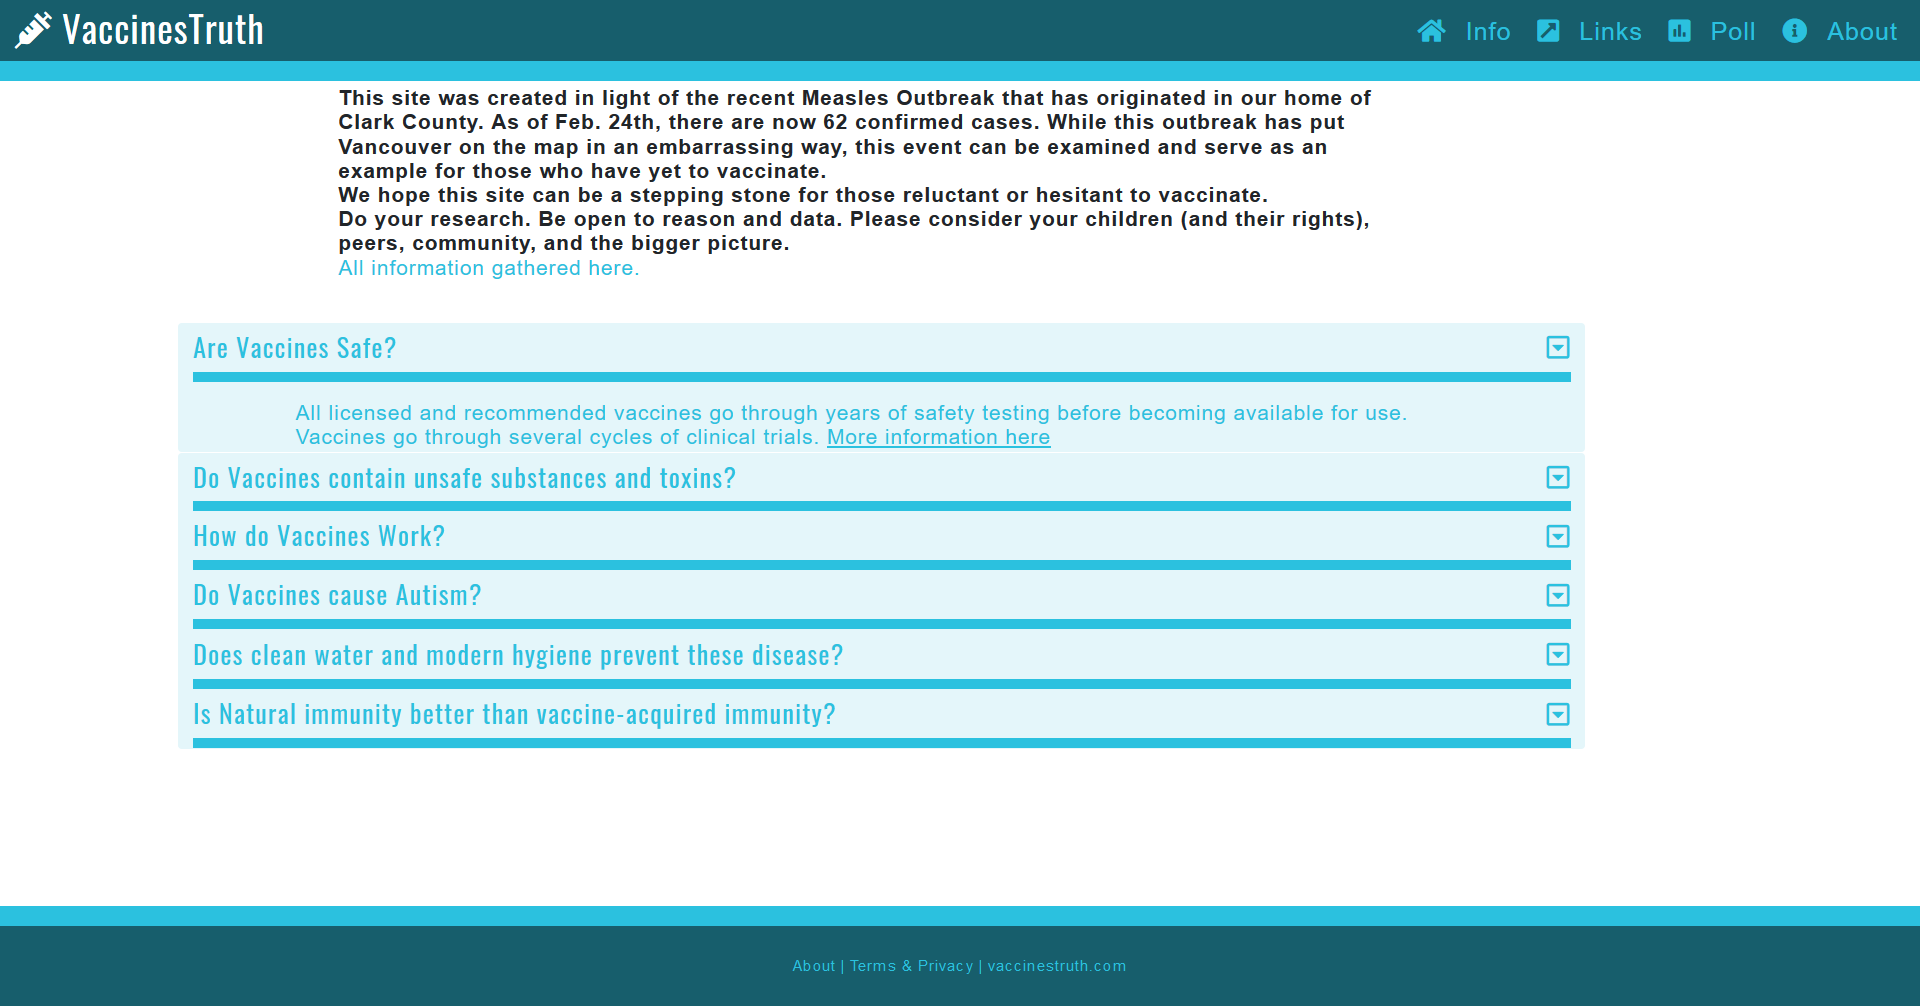 VaccinesTruth
Info Links Poll About
This site was created in light of the recent Measles Outbreak that has originated in our home of
Clark County. As of Feb. 24th, there are now 62 confirmed cases. While this outbreak has put
Vancouver on the map in an embarrassing way, this event can be examined and serve as an
example for those who have yet to vaccinate.
We hope this site can be a stepping stone for those reluctant or hesitant to vaccinate.
Do your research. Be open to reason and data. Please consider your children (and their rights),
peers, community, and the bigger picture.
All information gathered here.
Are Vaccines Safe?
All licensed and recommended vaccines go through years of safety testing before becoming available for use.
Vaccines go through several cycles of clinical trials. More information here
Do Vaccines contain unsafe substances and toxins?
How do Vaccines Work?
Do Vaccines cause Autism?
Does clean water and modern hygiene prevent these disease?
Is Natural immunity better than vaccine-acquired immunity?
About | Terms & Privacy | vaccinestruth.com